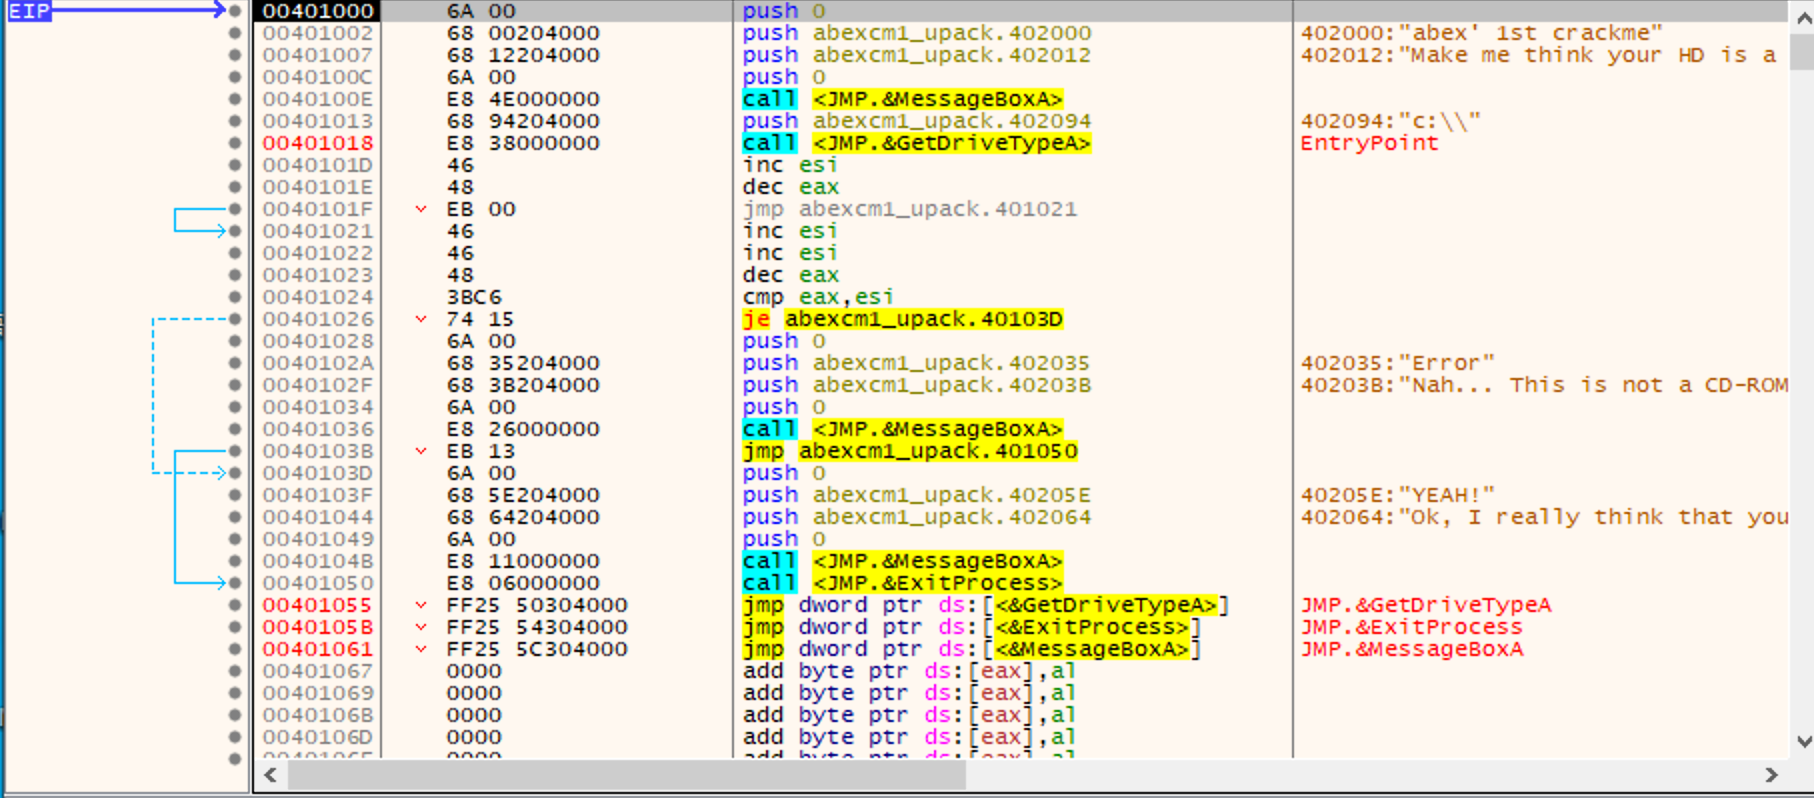 EIP 00401000 6A 00 push 0
00401002 68 00204000 push abexcm1_upack.402000 402000:"abex' 1st crackme"
00401007 68 12204000 push abexcm1_upack.402012 402012:"Make me think your HD is a
0040100C 6A 00 push 0
0040100E E8 4E000000 call <JMP.&MessageBoxA>
00401013 68 94204000 push abexcm1_upack.402094 402094:"c:\\"
00401018 E8 38000000 call <JMP.&GetDriveTypeA> EntryPoint
0040101D 46 inc esi
0040101E 48 dec eax
0040101F EB 00 jmp abexcm1_upack.401021
00401021 46 inc esi
00401022 46 inc esi
00401023 48 dec eax
00401024 3BC6 cmp eax,esi
00401026 74 15 je abexcm1_upack.40103D
00401028 6A 00 push 0
0040102A 68 35204000 push abexcm1_upack.402035 402035:"Error"
0040102F 68 3B204000 push abexcm1_upack.40203B 40203B:"Nah... This is not a CD-ROM
00401034 6A 00 push 0
00401036 E8 26000000 call <JMP.&MessageBoxA>
0040103B EB 13 jmp abexcm1_upack.401050
0040103D 6A 00 push 0
0040103F 68 5E204000 push abexcm1_upack.40205E 40205E:"YEAH!"
00401044 68 64204000 push abexcm1_upack.402064 402064:"Ok, I really think that you
00401049 6A 00 push 0
0040104B E8 11000000 call <JMP.&MessageBoxA>
00401050 E8 06000000 call <JMP.&ExitProcess>
00401055 FF25 50304000 jmp dword ptr ds:[<&GetDriveTypeA>] JMP.&GetDriveTypeA
0040105B FF25 54304000 jmp dword ptr ds:[<&ExitProcess>] JMP.&ExitProcess
00401061 FF25 5C304000 jmp dword ptr ds:[<&MessageBoxA>] JMP.&MessageBoxA
00401067 0000 add byte ptr ds:[eax],al
00401069 0000 add byte ptr ds:[eax],al
0040106B 0000 add byte ptr ds:[eax],al
0040106D 0000 add byte ptr ds:[eax],al